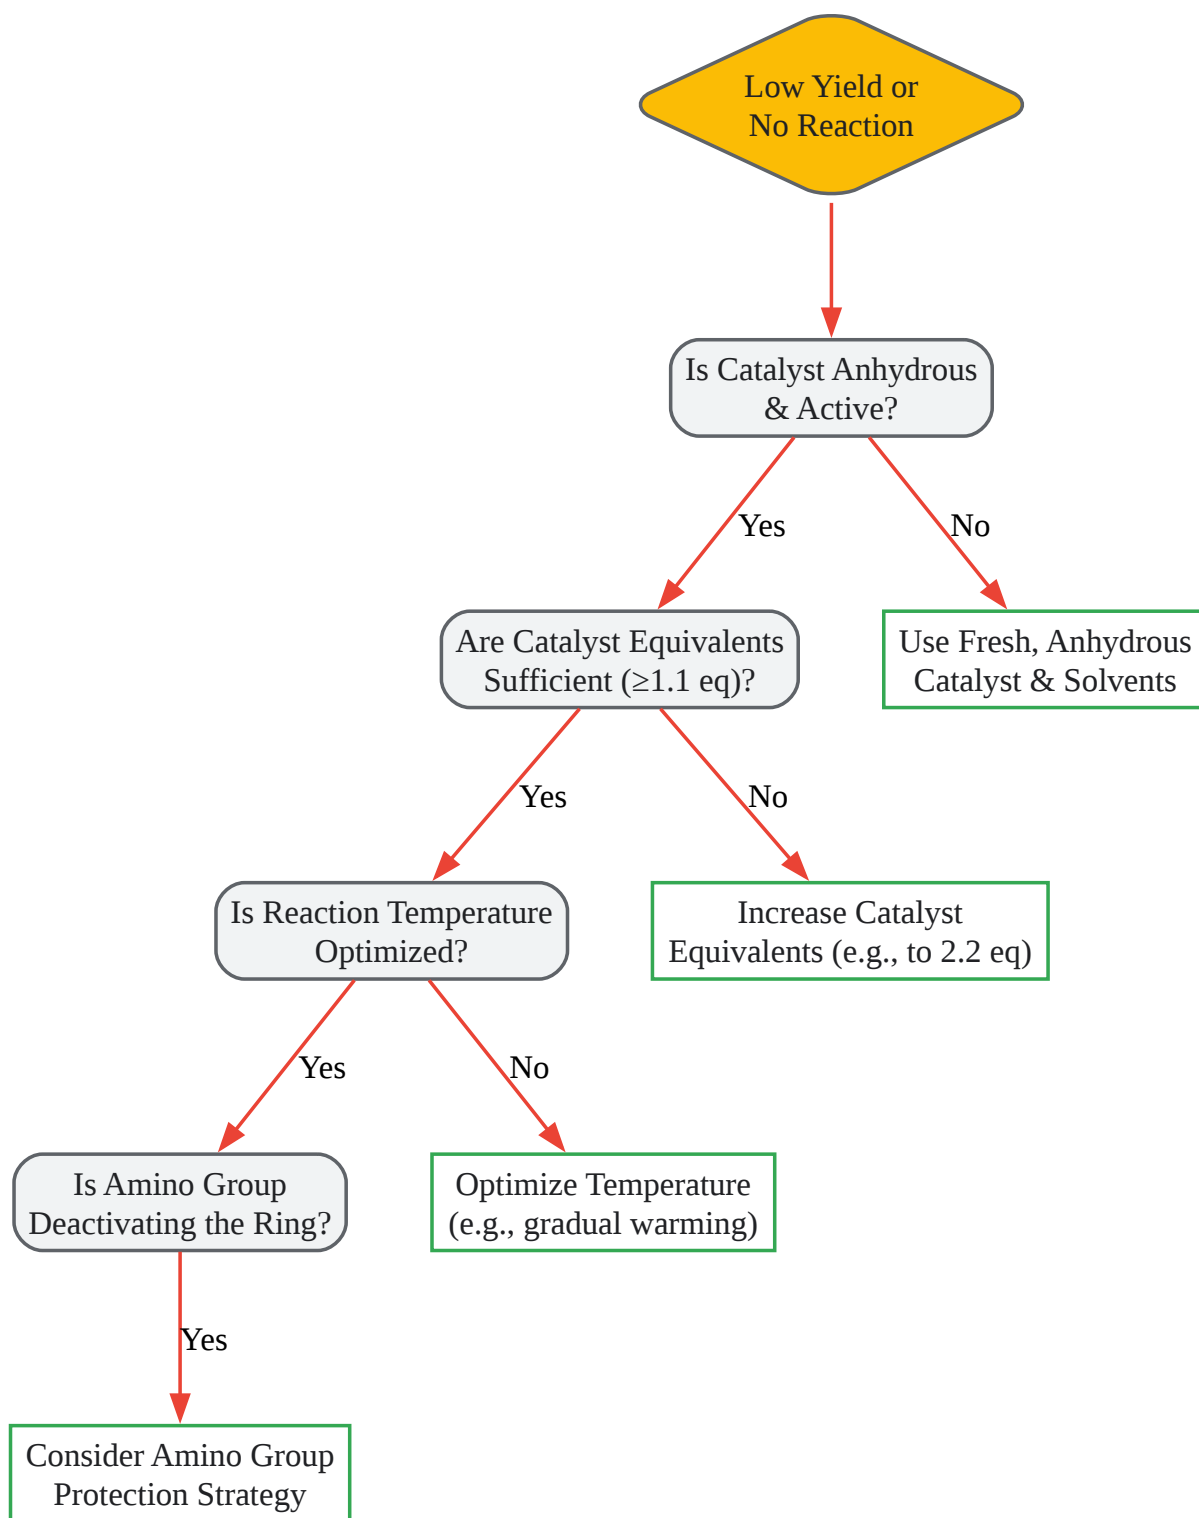 Low Yield or
No Reaction
Is Catalyst Anhydrous
& Active?
Yes
No
Are Catalyst Equivalents
Sufficient (≥1.1 eq)?
Use Fresh, Anhydrous
Catalyst & Solvents
Yes
No
Is Reaction Temperature
Optimized?
Increase Catalyst
Equivalents (e.g., to 2.2 eq)
Yes
No
Is Amino Group
Deactivating the Ring?
Optimize Temperature
(e.g., gradual warming)
Yes
Consider Amino Group
Protection Strategy